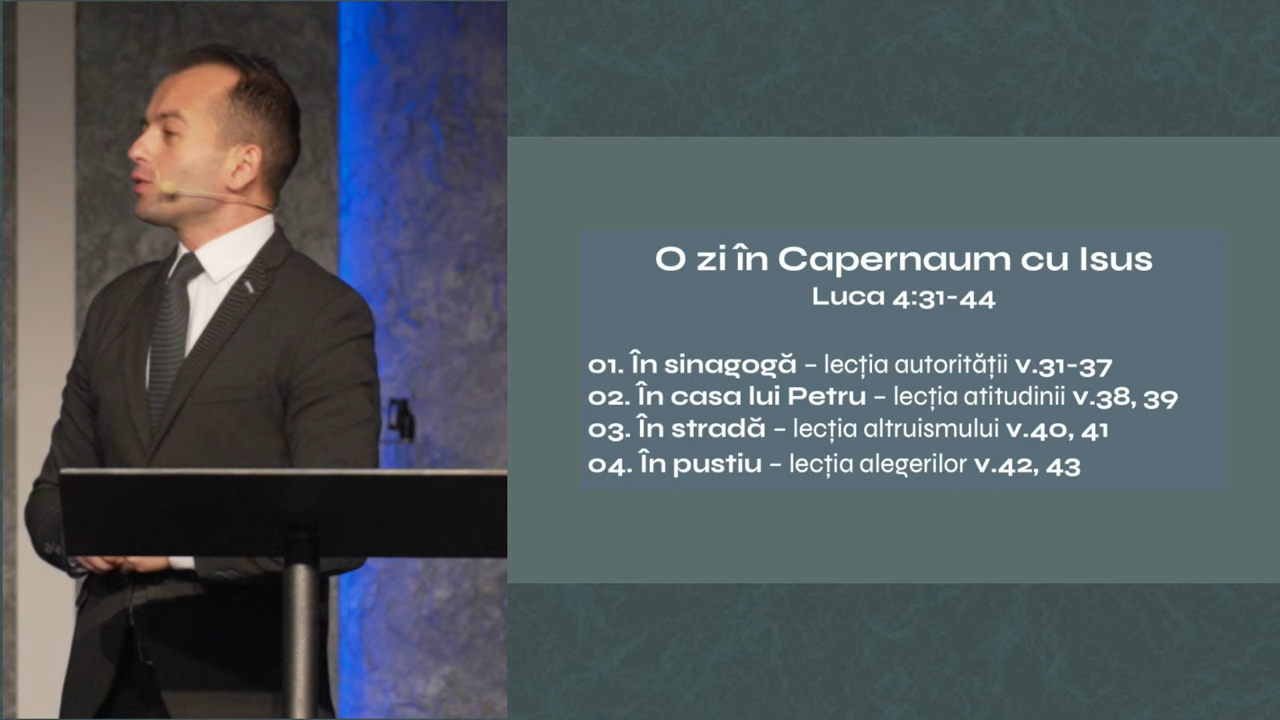 O zi în Capernaum cu Isus
Luca 4:31-44
01. În sinagogă – lecția autorității v.31-37
02. În casa lui Petru – lecția atitudinii v.38, 39
03. În stradă – lecția altruismului v.40, 41
04. În pustiu – lecția alegerilor v.42, 43